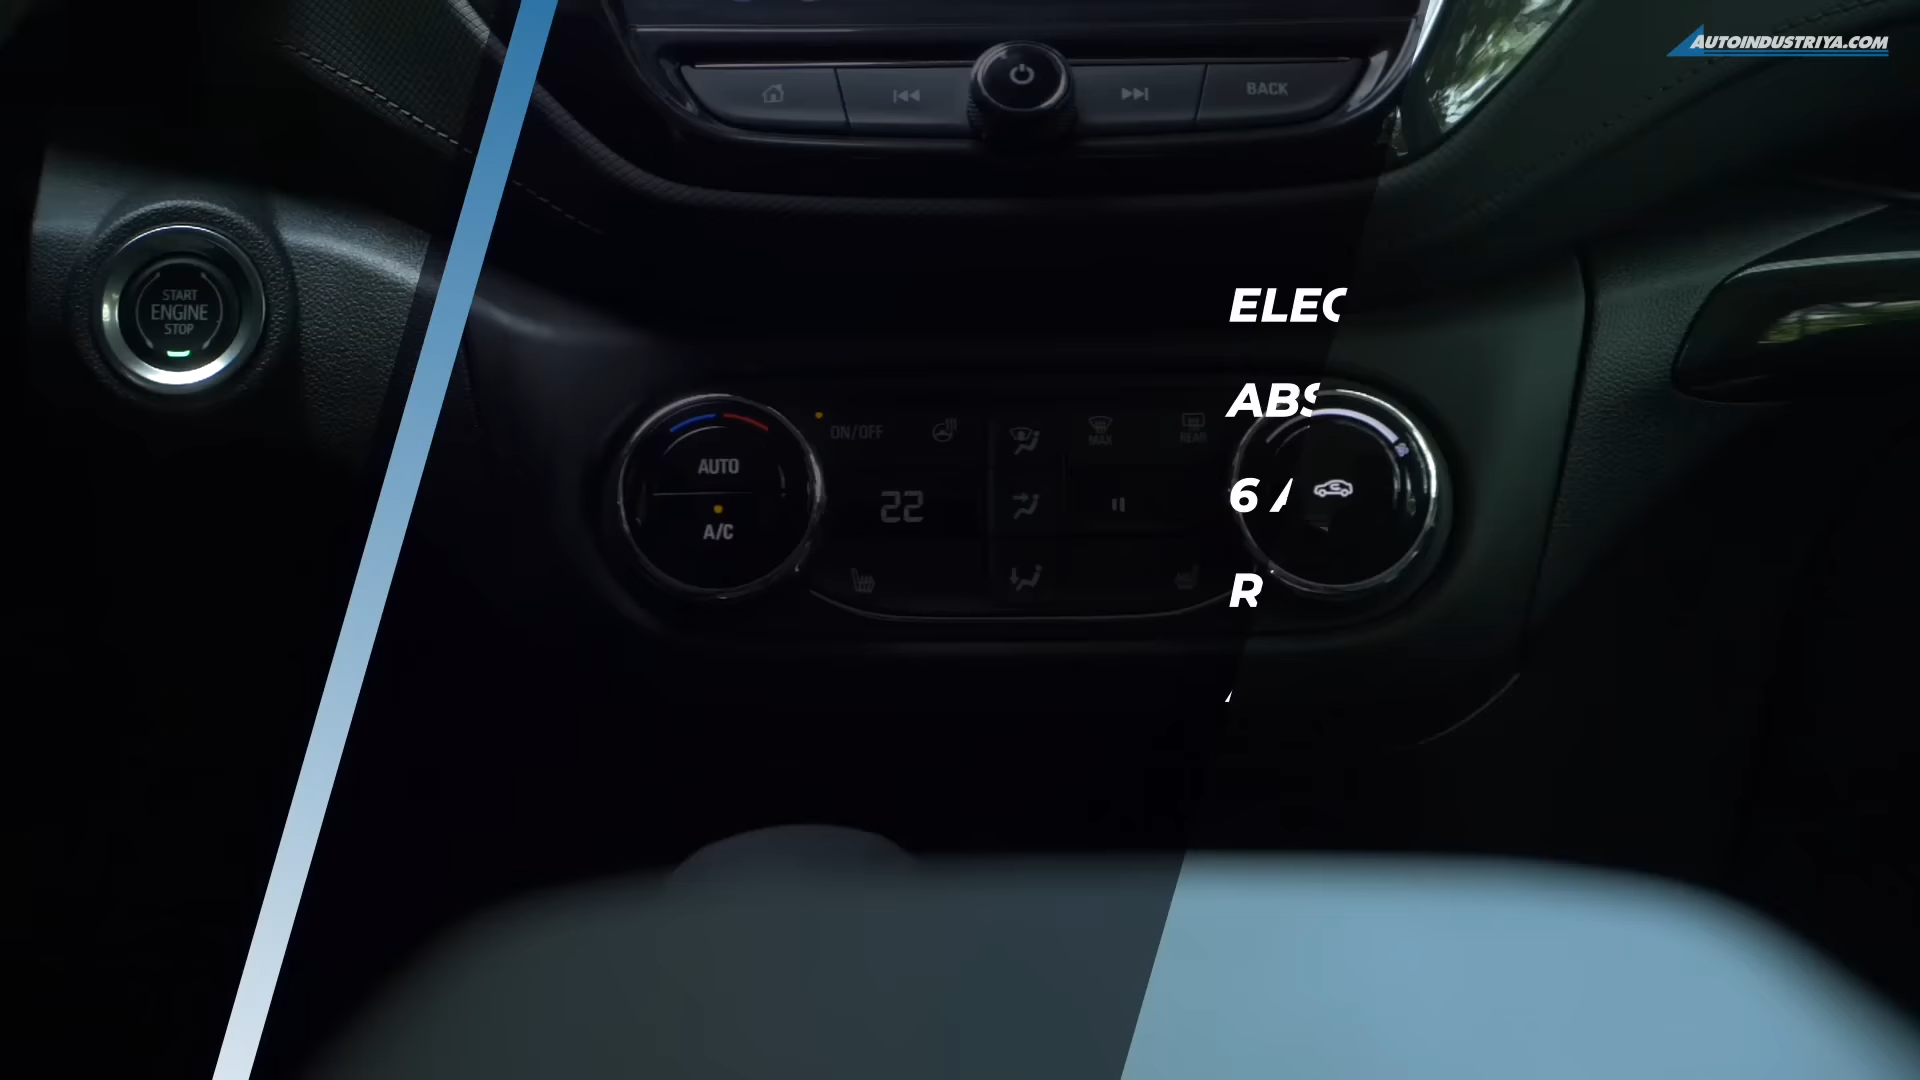 AUTOINDUSTRIYA.COM
BACK
START
ENGINE
STOP
ELEC
ABS
6 A
R
AUTO
A/C
ON/OFF
22
MAX
REAR